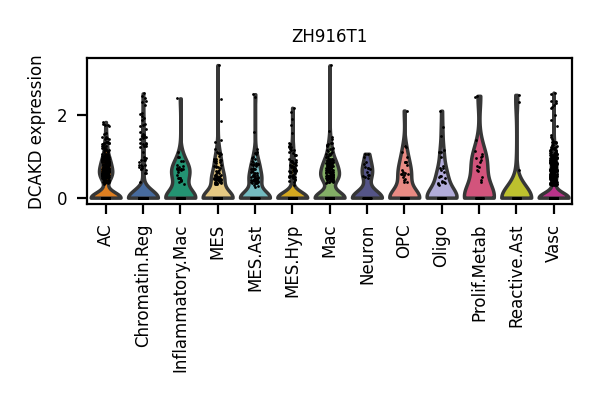 ZH916T1
DCAKD expression
2
0
AC
Chromatin.Reg
Inflammatory.Mac
MES
MES.Ast
MES.Hyp
Mac
Neuron
OPC
Oligo
Prolif.Metab
Reactive.Ast
Vasc